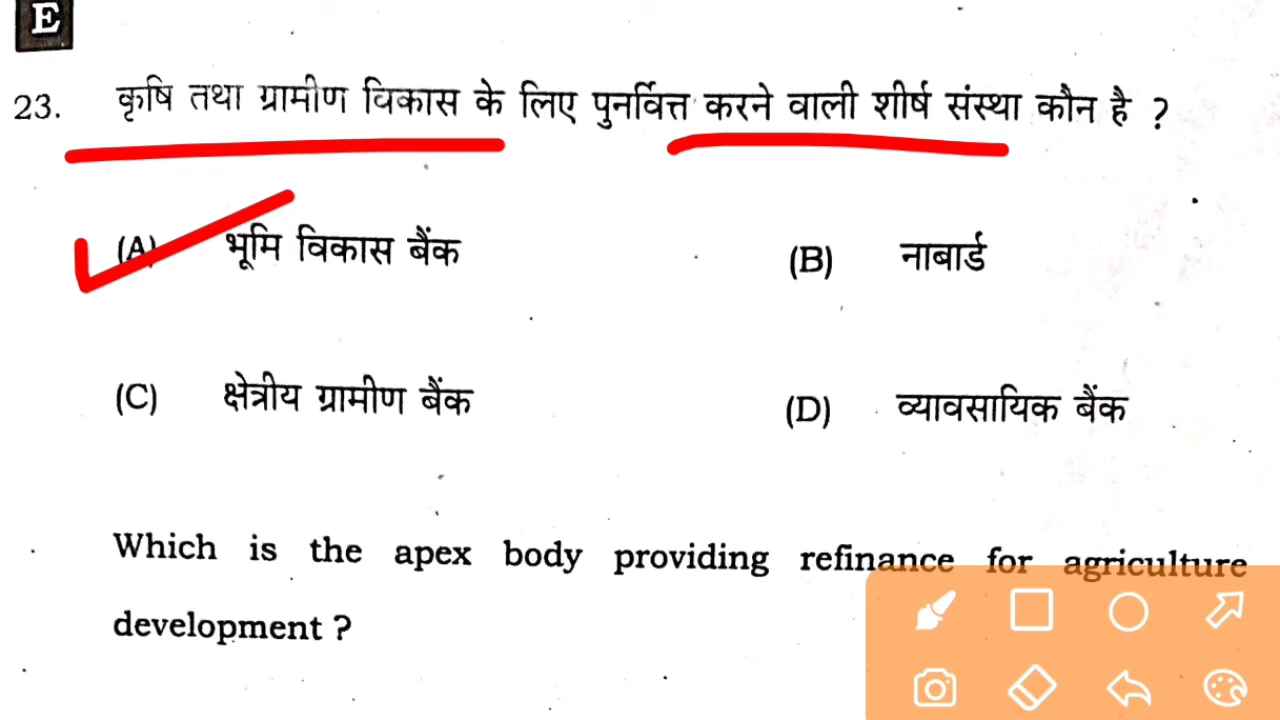 E
23. कृषि तथा ग्रामीण विकास के लिए पुनर्वित्त करने वाली शीर्ष संस्था कौन है ?
(A) भूमि विकास बैंक (B) नाबार्ड
(C) क्षेत्रीय ग्रामीण बैंक (D) व्यावसायिक बैंक
Which is the apex body providing refinance for agriculture
development ?